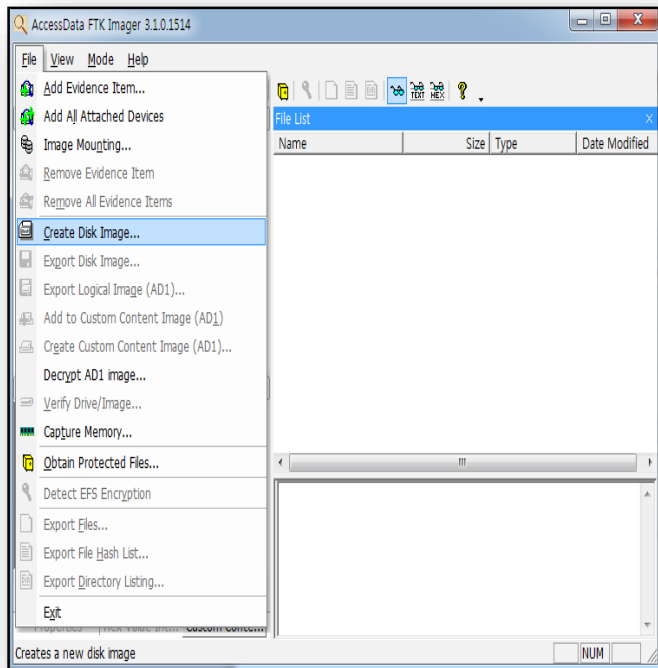 AccessData FTK Imager 3.1.0.1514
File View Mode Help
Add Evidence Item...
Add All Attached Devices
Image Mounting...
Remove Evidence Item
Remove All Evidence Items
Create Disk Image...
Export Disk Image...
Export Logical Image (AD1)...
Add to Custom Content Image (AD1)
Create Custom Content Image (AD1)...
Decrypt AD1 image...
Verify Drive/Image...
Capture Memory...
Obtain Protected Files...
Detect EFS Encryption
Export Files...
Export File Hash List...
Export Directory Listing...
Exit
TEXT HEX
File List
Name Size Type Date Modified
Properties Hex Value Int... Custom Conte...
Creates a new disk image NUM